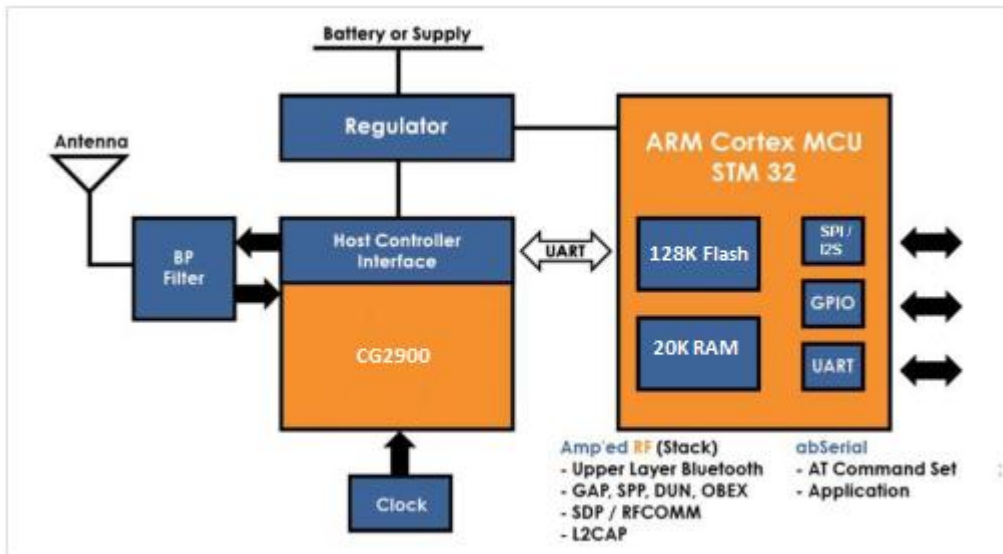 Battery or Supply
Regulator
Antenna
BP
Filter
Host Controller
Interface
CG2900
Clock
UART
ARM Cortex MCU
STM 32
128K Flash
20K RAM
SPI /
I2S
GPIO
UART
Amp'ed RF (Stack)
- Upper Layer Bluetooth
- GAP, SPP, DUN, OBEX
- SDP / RFCOMM
- L2CAP
abSerial
- AT Command Set
- Application